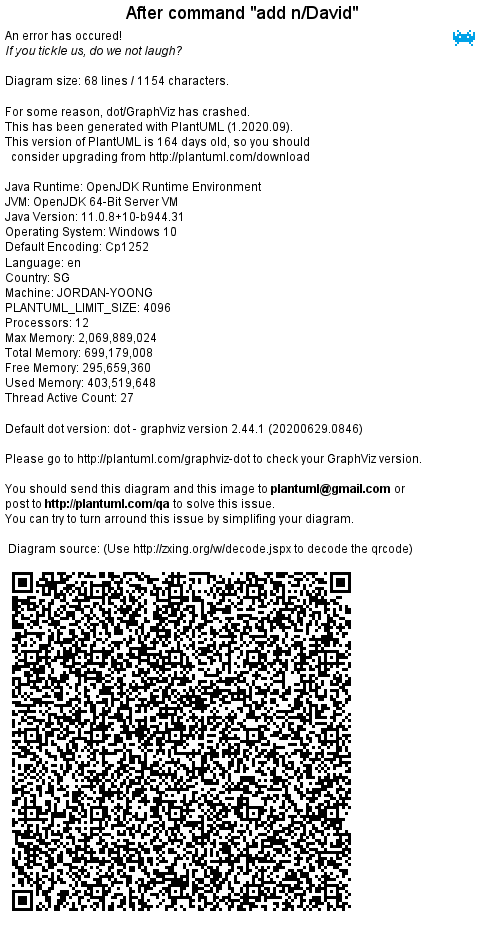 After command "add n/David"
An error has occured!
If you tickle us, do we not laugh?
Diagram size: 68 lines / 1154 characters.
For some reason, dot/GraphViz has crashed.
This has been generated with PlantUML (1.2020.09).
This version of PlantUML is 164 days old, so you should
consider upgrading from http://plantuml.com/download
Java Runtime: OpenJDK Runtime Environment
JVM: OpenJDK 64-Bit Server VM
Java Version: 11.0.8+10-b944.31
Operating System: Windows 10
Default Encoding: Cp1252
Language: en
Country: SG
Machine: JORDAN-YOONG
PLANTUML_LIMIT_SIZE: 4096
Processors: 12
Max Memory: 2,069,889,024
Total Memory: 699,179,008
Free Memory: 295,659,360
Used Memory: 403,519,648
Thread Active Count: 27
Default dot version: dot - graphviz version 2.44.1 (20200629.0846)
Please go to http://plantuml.com/graphviz-dot to check your GraphViz version.
You should send this diagram and this image to plantuml@gmail.com or
post to http://plantuml.com/qa to solve this issue.
You can try to turn arround this issue by simplifing your diagram.
Diagram source: (Use http://zxing.org/w/decode.jspx to decode the qrcode)